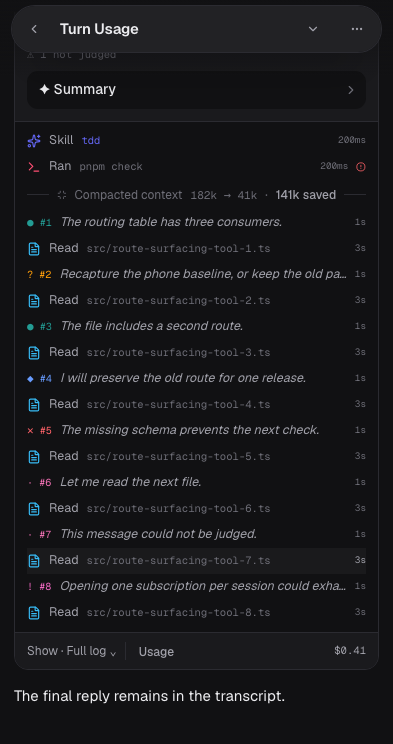 Turn Usage
1 not judged
Summary
Skill tdd 200ms
Ran pnpm check 200ms
Compacted context 182k → 41k · 141k saved
#1 The routing table has three consumers. 1s
Read src/route-surfacing-tool-1.ts 3s
? #2 Recapture the phone baseline, or keep the old pa... 1s
Read src/route-surfacing-tool-2.ts 3s
#3 The file includes a second route. 1s
Read src/route-surfacing-tool-3.ts 3s
#4 I will preserve the old route for one release. 1s
Read src/route-surfacing-tool-4.ts 3s
× #5 The missing schema prevents the next check. 1s
Read src/route-surfacing-tool-5.ts 3s
· #6 Let me read the next file. 1s
Read src/route-surfacing-tool-6.ts 3s
· #7 This message could not be judged. 1s
Read src/route-surfacing-tool-7.ts 3s
! #8 Opening one subscription per session could exha... 1s
Read src/route-surfacing-tool-8.ts 3s
Show · Full log Usage $0.41
The final reply remains in the transcript.